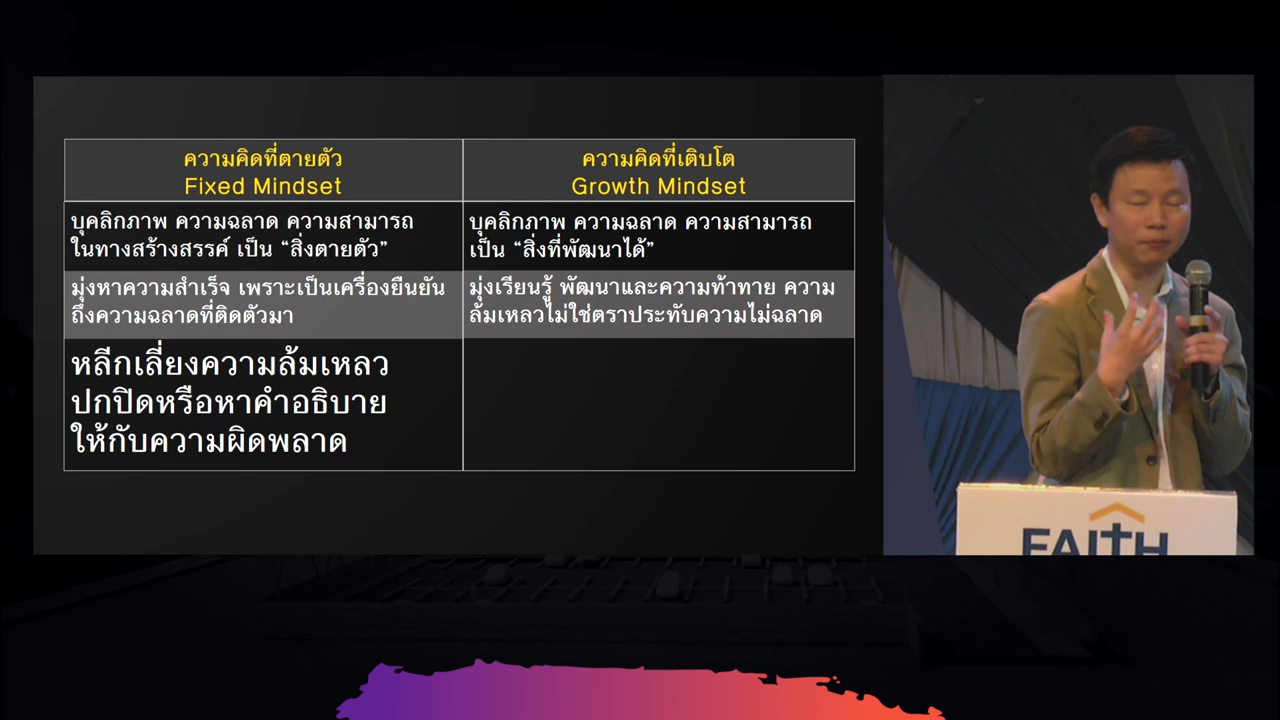 ความคิดที่ตายตัว
Fixed Mindset
ความคิดที่เติบโต
Growth Mindset
บุคลิกภาพ ความฉลาด ความสามารถ
ในทางสร้างสรรค์ เป็น “สิ่งตายตัว”
บุคลิกภาพ ความฉลาด ความสามารถ
เป็น “สิ่งที่พัฒนาได้”
มุ่งหาความสำเร็จ เพราะเป็นเครื่องยืนยัน
ถึงความฉลาดที่ติดตัวมา
มุ่งเรียนรู้ พัฒนาและความท้าทาย ความ
ล้มเหลวไม่ใช่ตราประทับความไม่ฉลาด
หลีกเลี่ยงความล้มเหลว
ปกปิดหรือหาคำอธิบาย
ให้กับความผิดพลาด
FAITH